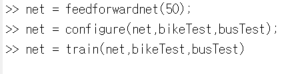 >> net = feedforwardnet(50);
>> net = configure(net,bikeTest,busTest);
>> net = train(net,bikeTest,busTest)